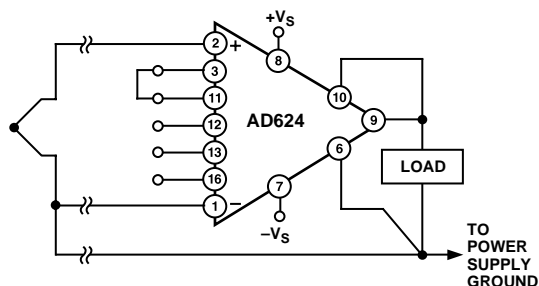 +VS
2
+
8
3
10
11
AD624
9
12
6
13
LOAD
16
7
1
−
−VS
TO
POWER
SUPPLY
GROUND